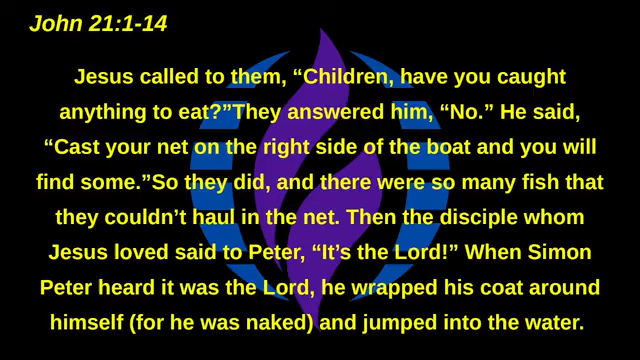 John 21:1-14
Jesus called to them, “Children, have you caught
anything to eat?”They answered him, “No.” He said,
“Cast your net on the right side of the boat and you will
find some.”So they did, and there were so many fish that
they couldn’t haul in the net. Then the disciple whom
Jesus loved said to Peter, “It’s the Lord!” When Simon
Peter heard it was the Lord, he wrapped his coat around
himself (for he was naked) and jumped into the water.